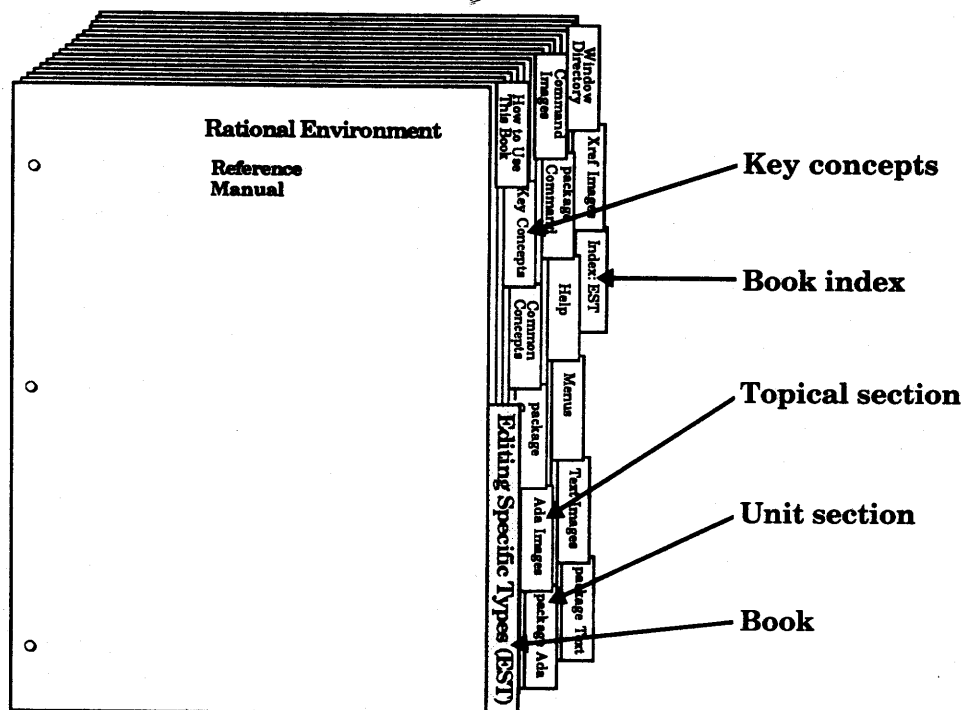 Rational Environment
Reference
Manual
How to Use
This Book
Key Concepts
Common
Concepts
package
Editing Specific Types (EST)
Ada Images
package Ada
Command
Images
package
Command
Help
Menus
Text Images
package Text
Window
Directory
Xref Images
Index: EST
Key concepts
Book index
Topical section
Unit section
Book